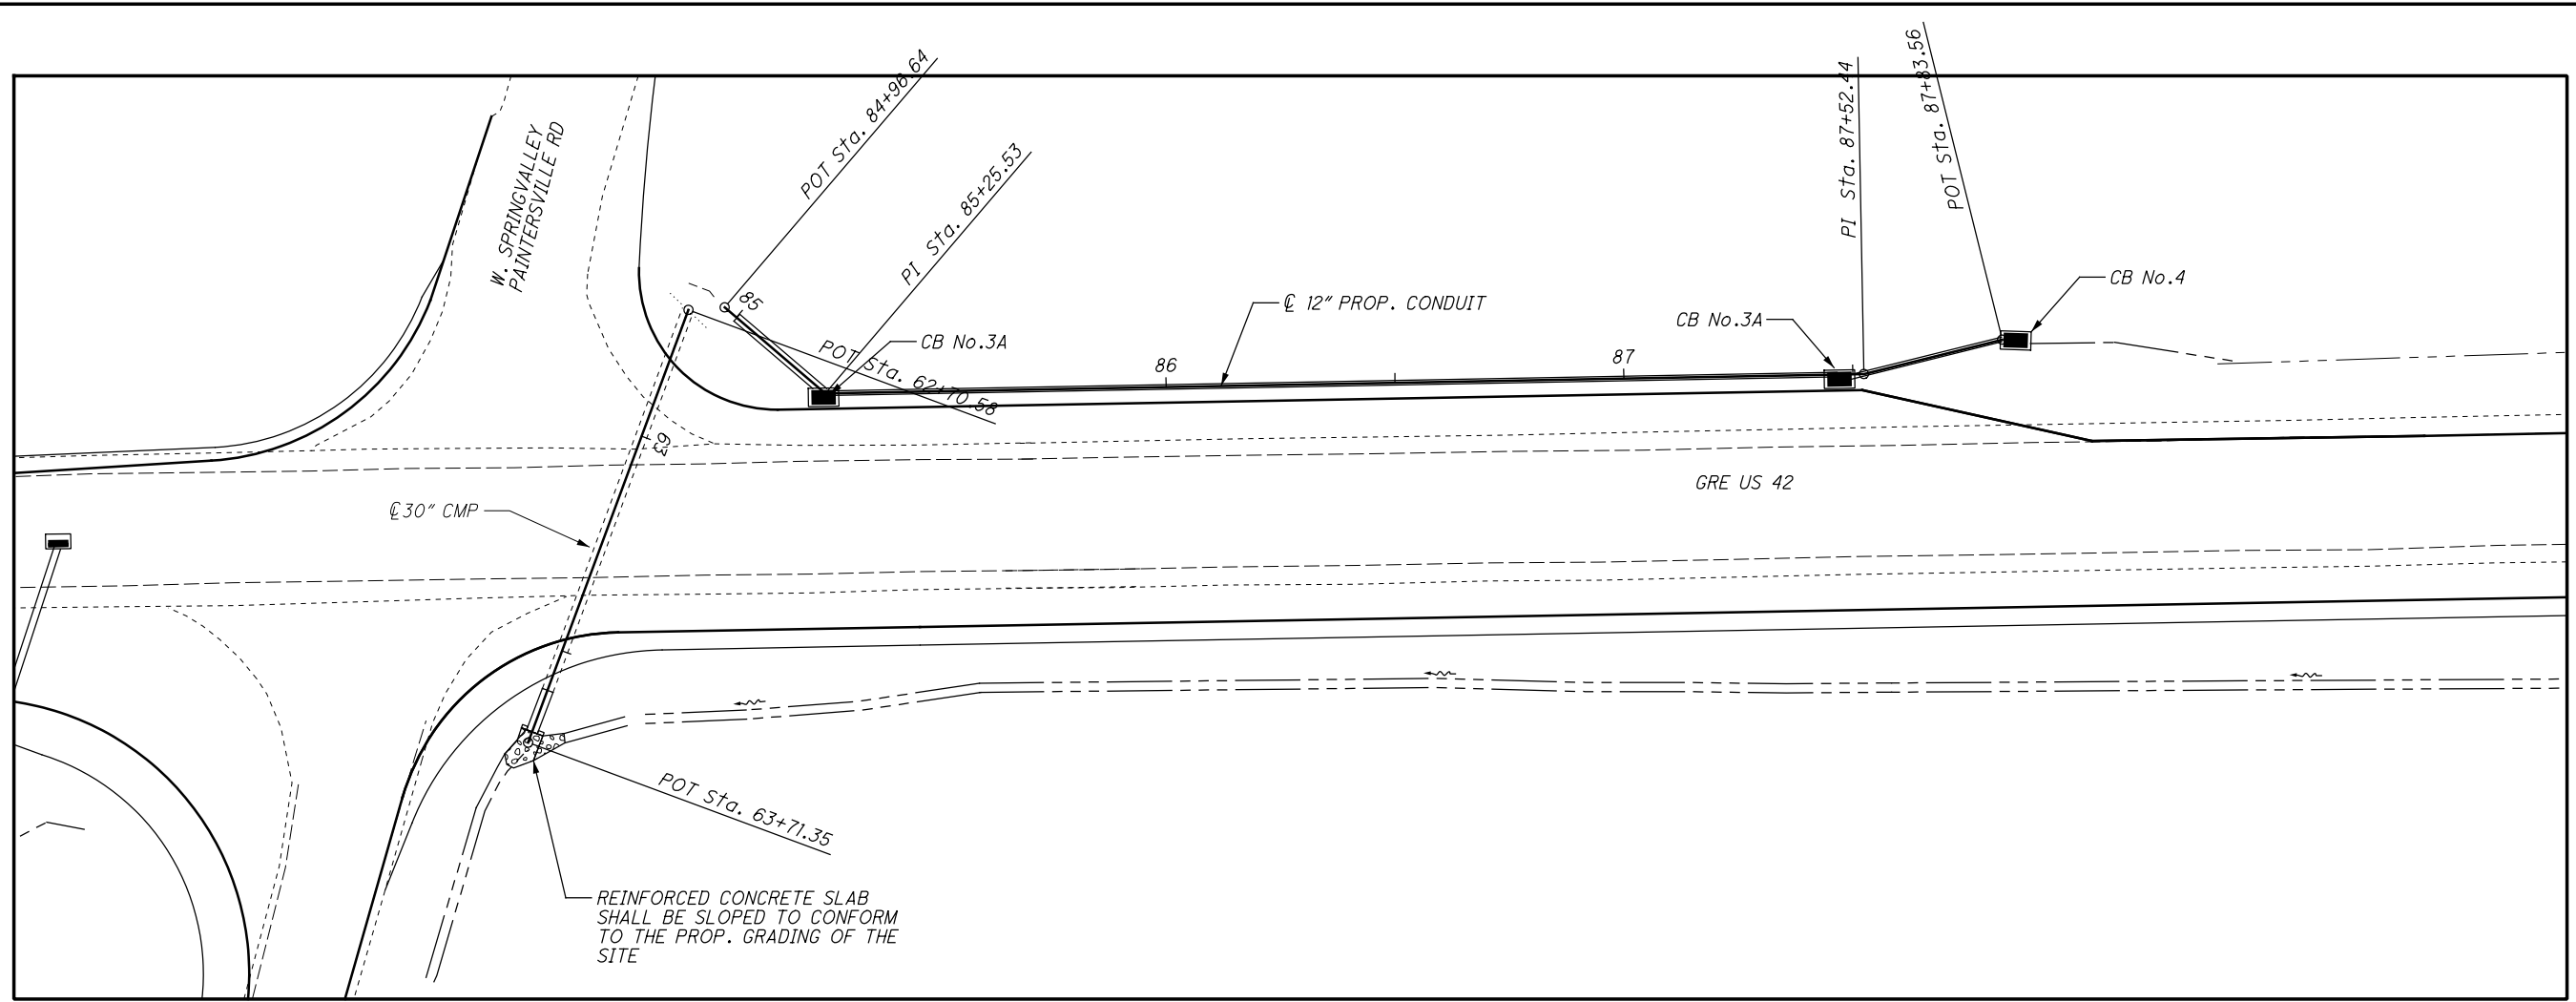 POT Sta. 84+96.64
PI Sta. 85+25.53
PI Sta. 87+52.44
POT Sta. 87+83.56
W. SPRINGVALLEY
PAINTERSVILLE RD
85
CB No.4
℄ 12" PROP. CONDUIT
CB No.3A
CB No.3A
POT Sta. 62+70.58
86
87
63
GRE US 42
℄ 30" CMP
POT Sta. 63+71.35
REINFORCED CONCRETE SLAB
SHALL BE SLOPED TO CONFORM
TO THE PROP. GRADING OF THE
SITE